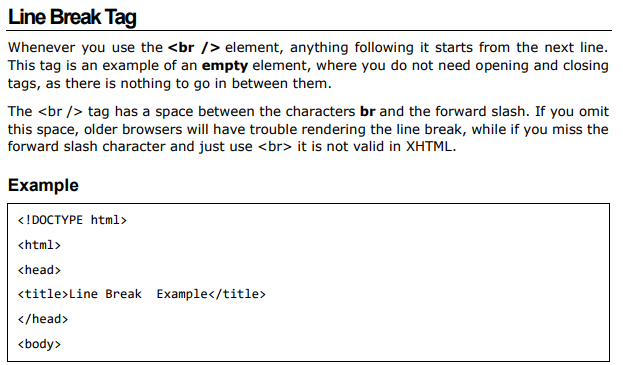 Line Break Tag
Whenever you use the <br /> element, anything following it starts from the next line.
This tag is an example of an empty element, where you do not need opening and closing
tags, as there is nothing to go in between them.
The <br /> tag has a space between the characters br and the forward slash. If you omit
this space, older browsers will have trouble rendering the line break, while if you miss the
forward slash character and just use <br> it is not valid in XHTML.
Example
<!DOCTYPE html>
<html>
<head>
<title>Line Break  Example</title>
</head>
<body>